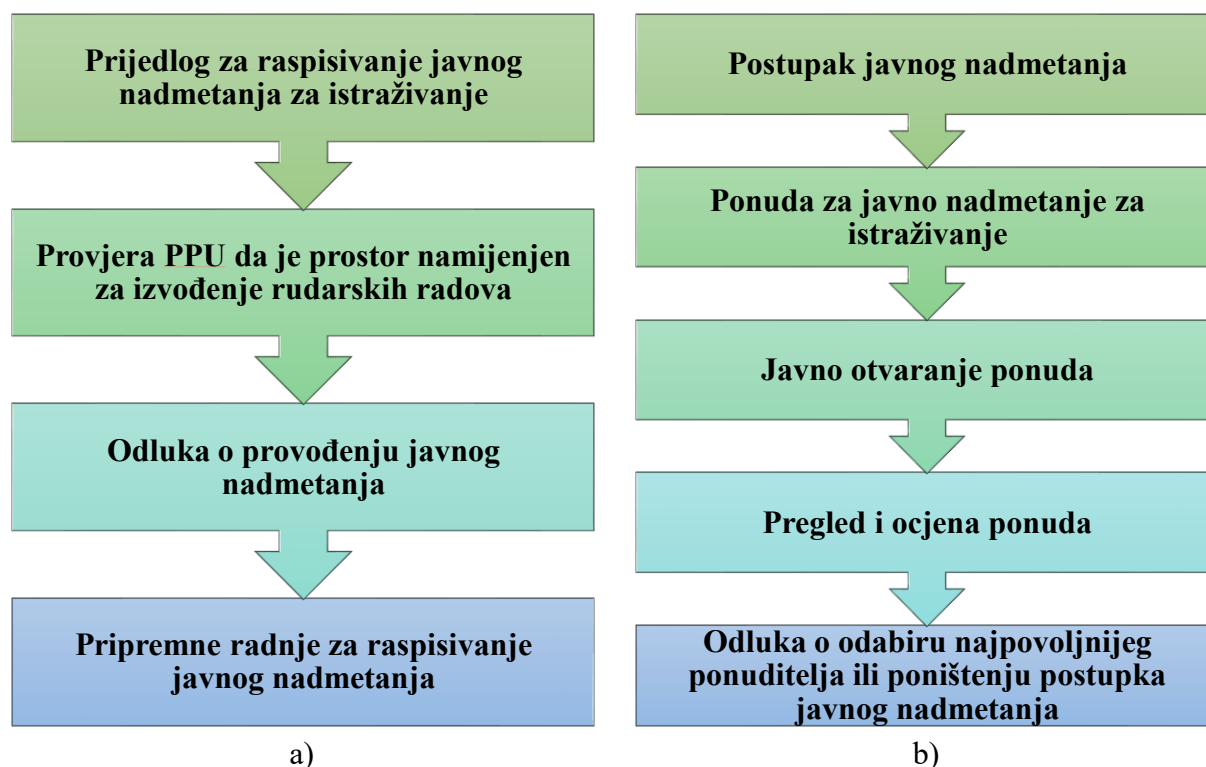 Prijedlog za raspisivanje javnog
nadmetanja za istraživanje
Provjera PPU da je prostor namijenjen
za izvođenje rudarskih radova
Odluka o provođenju javnog
nadmetanja
Pripremne radnje za raspisivanje
javnog nadmetanja
a)
Postupak javnog nadmetanja
Ponuda za javno nadmetanje za
istraživanje
Javno otvaranje ponuda
Pregled i ocjena ponuda
Odluka o odabiru najpovoljnijeg
ponuditelja ili poništenju postupka
javnog nadmetanja
b)